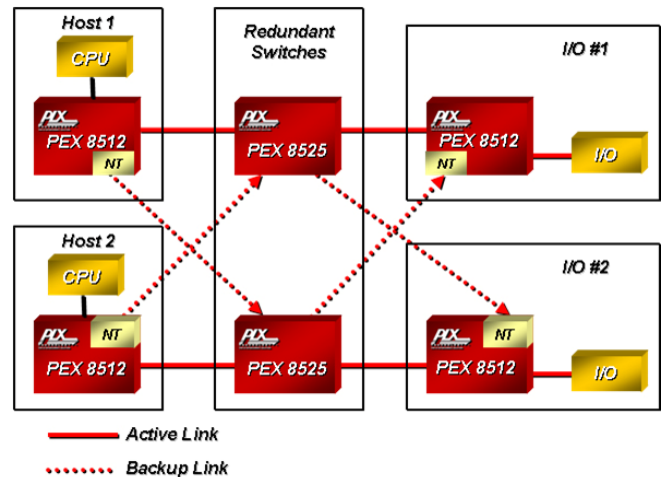 Host 1
CPU
PLX
PEX 8512
NT
Redundant
Switches
PLX
PEX 8525
I/O #1
PLX
PEX 8512
NT
I/O
Host 2
CPU
NT
PLX
PEX 8512
PLX
PEX 8525
I/O #2
NT
PLX
PEX 8512
I/O
Active Link
Backup Link